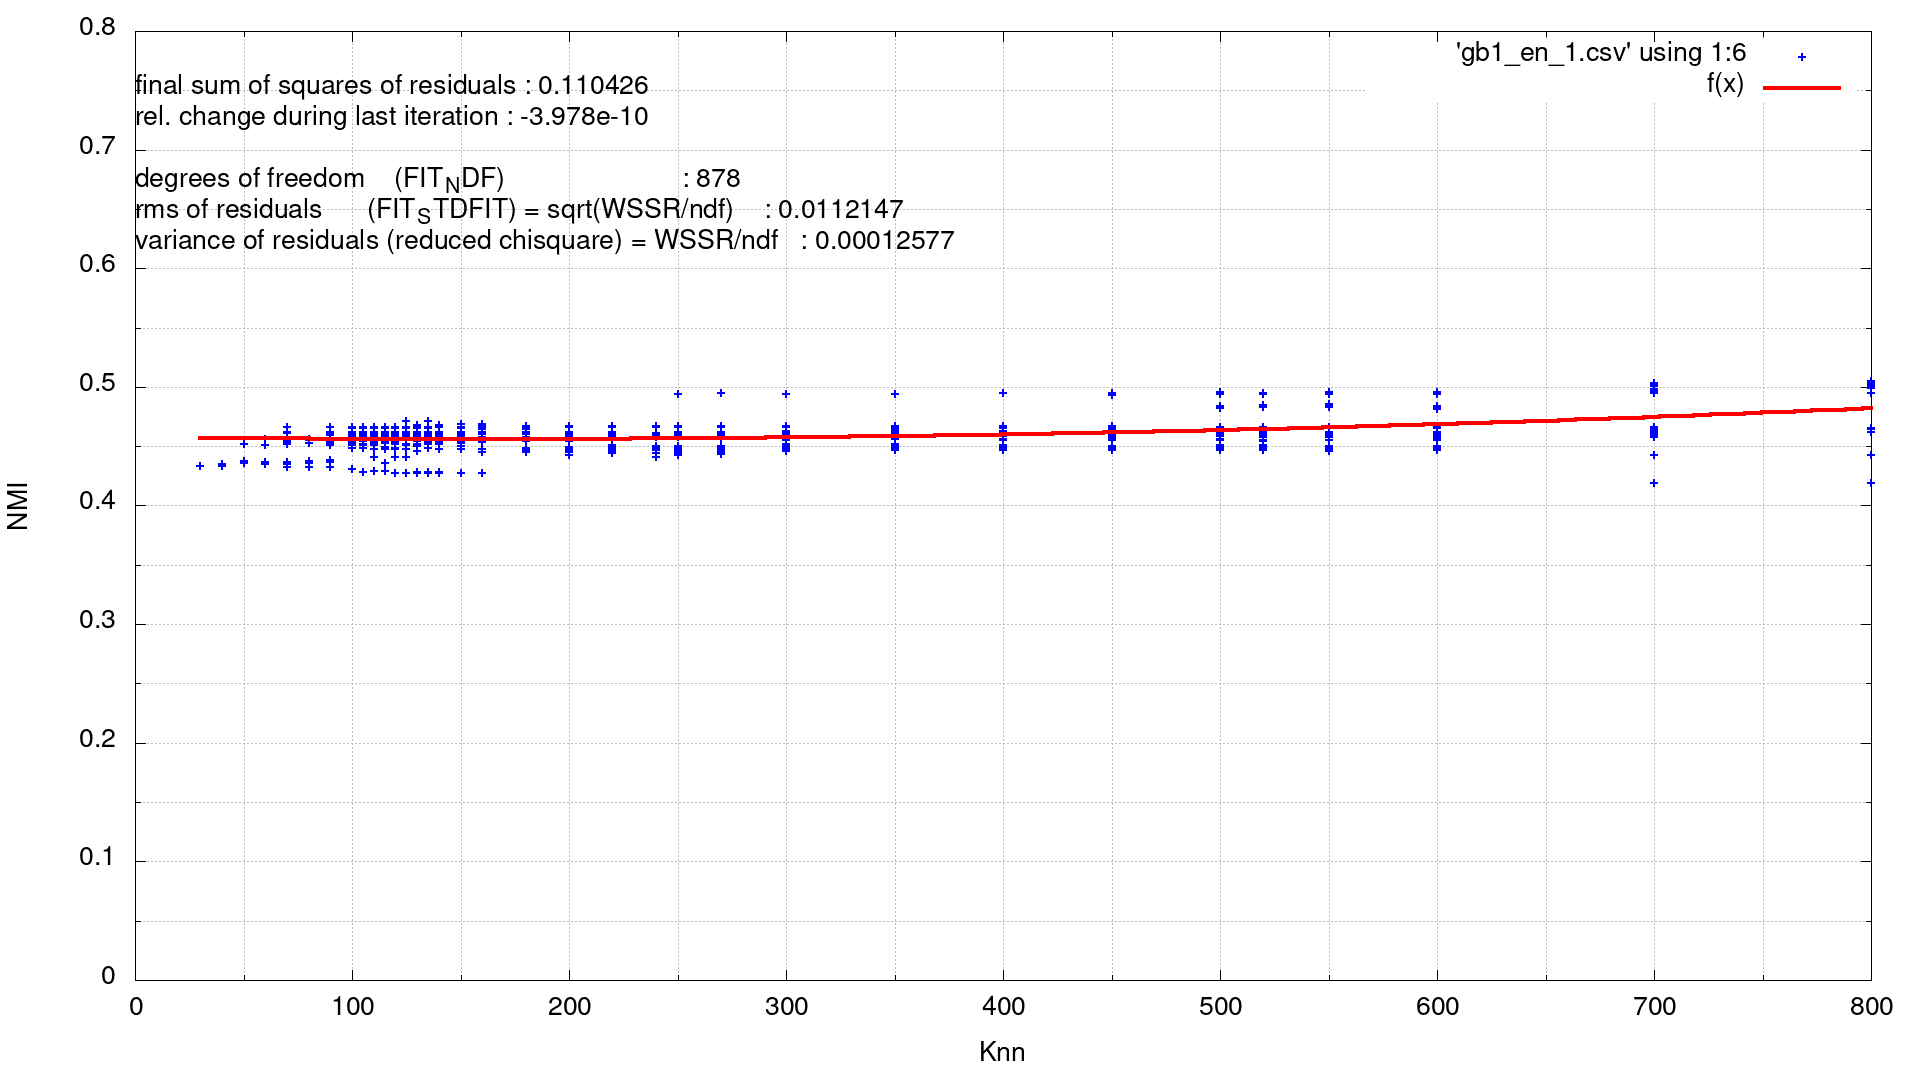 0.8
'gb1_en_1.csv' using 1:6
f(x)
final sum of squares of residuals : 0.110426
rel. change during last iteration : -3.978e-10
0.7
degrees of freedom (FIT_NDF) : 878
rms of residuals (FIT_STDFIT) = sqrt(WSSR/ndf) : 0.0112147
variance of residuals (reduced chisquare) = WSSR/ndf : 0.00012577
0.6
0.5
0.4
NMI
0.3
0.2
0.1
0
0 100 200 300 400 500 600 700 800
Knn